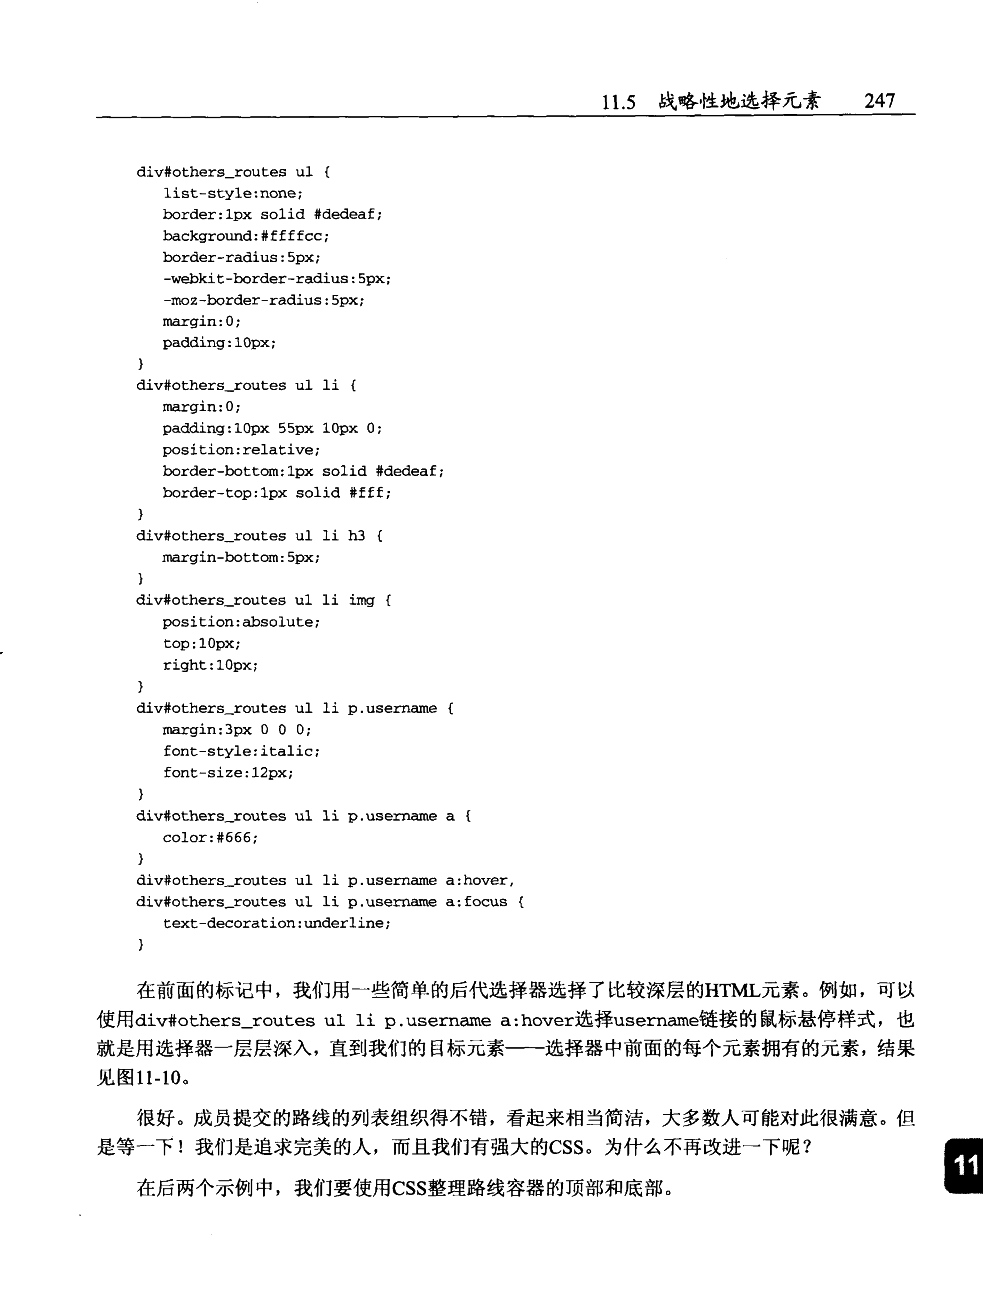 11.5 战略性地选择元素 247
div#others_routes ul {
list-style:none;
border:1px solid #dedeaf;
background:#ffffcc;
border-radius:5px;
-webkit-border-radius:5px;
-moz-border-radius:5px;
margin:0;
padding:10px;
}
div#others_routes ul li {
margin:0;
padding:10px 55px 10px 0;
position:relative;
border-bottom:1px solid #dedeaf;
border-top:1px solid #fff;
}
div#others_routes ul li h3 {
margin-bottom:5px;
}
div#others_routes ul li img {
position:absolute;
top:10px;
right:10px;
}
div#others_routes ul li p.username {
margin:3px 0 0 0;
font-style:italic;
font-size:12px;
}
div#others_routes ul li p.username a {
color:#666;
}
div#others_routes ul li p.username a:hover,
div#others_routes ul li p.username a:focus {
text-decoration:underline;
}
在前面的标记中，我们用一些简单的后代选择器选择了比较深层的HTML元素。例如，可以
使用div#others_routes ul li p.username a:hover选择username链接的鼠标悬停样式，也
就是用选择器一层层深入，直到我们的目标元素——选择器中前面的每个元素拥有的元素，结果
见图11-10。
很好。成员提交的路线的列表组织得不错，看起来相当简洁，大多数人可能对此很满意。但
是等一下！我们是追求完美的人，而且我们有强大的CSS。为什么不再改进一下呢？
11
在后两个示例中，我们要使用CSS整理路线容器的顶部和底部。